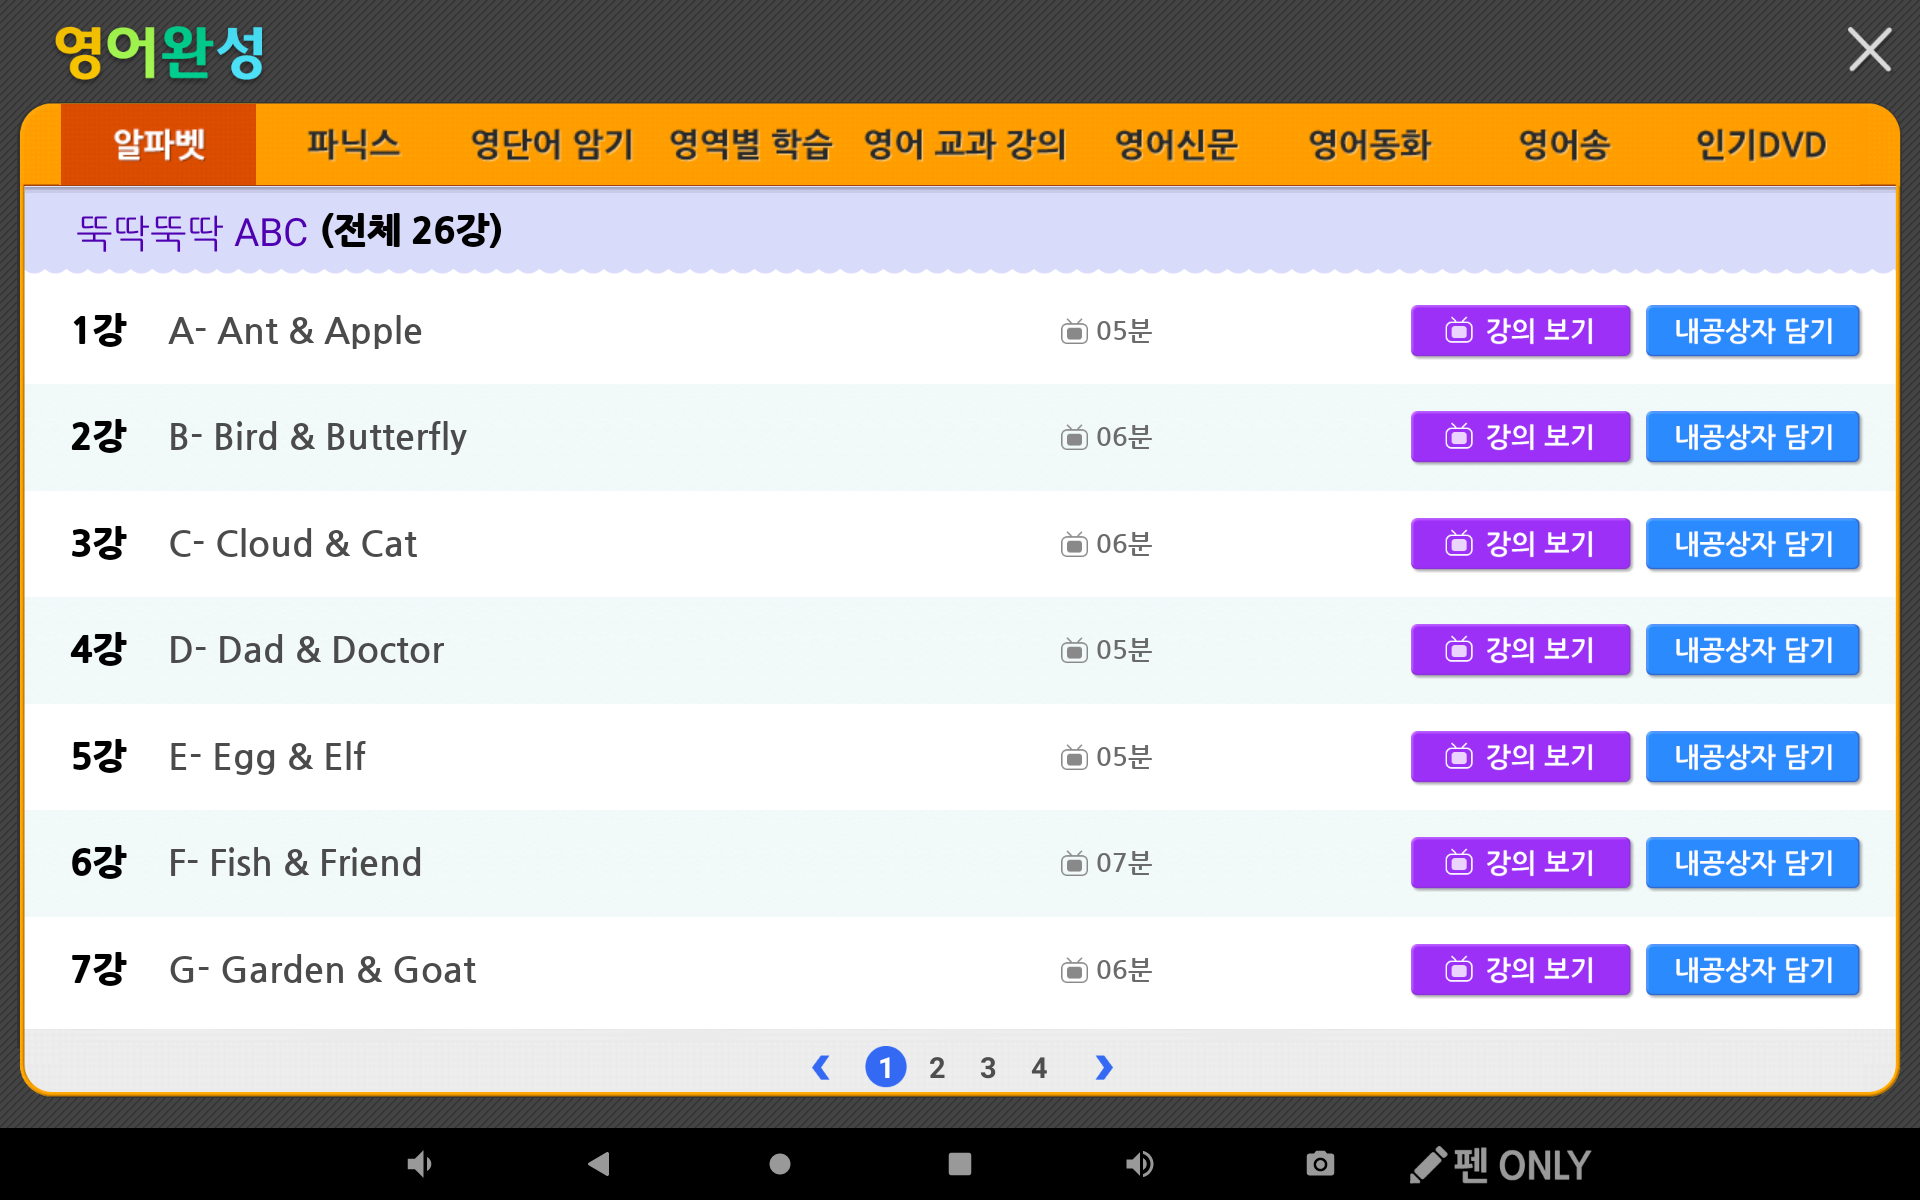 영어완성
알파벳 파닉스 영단어 암기 영역별 학습 영어 교과 강의 영어신문 영어동화 영어송 인기DVD
뚝딱뚝딱 ABC (전체 26강)
1강 A- Ant & Apple 05분 강의 보기 내공상자 담기
2강 B- Bird & Butterfly 06분 강의 보기 내공상자 담기
3강 C- Cloud & Cat 06분 강의 보기 내공상자 담기
4강 D- Dad & Doctor 05분 강의 보기 내공상자 담기
5강 E- Egg & Elf 05분 강의 보기 내공상자 담기
6강 F- Fish & Friend 07분 강의 보기 내공상자 담기
7강 G- Garden & Goat 06분 강의 보기 내공상자 담기
1 2 3 4
펜 ONLY